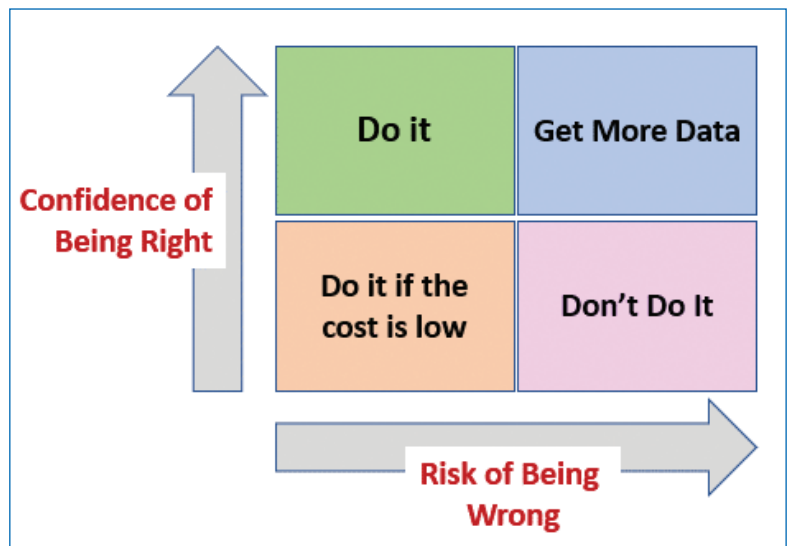 Do it
Get More Data
Confidence of
Being Right
Do it if the
cost is low
Don’t Do It
Risk of Being
Wrong